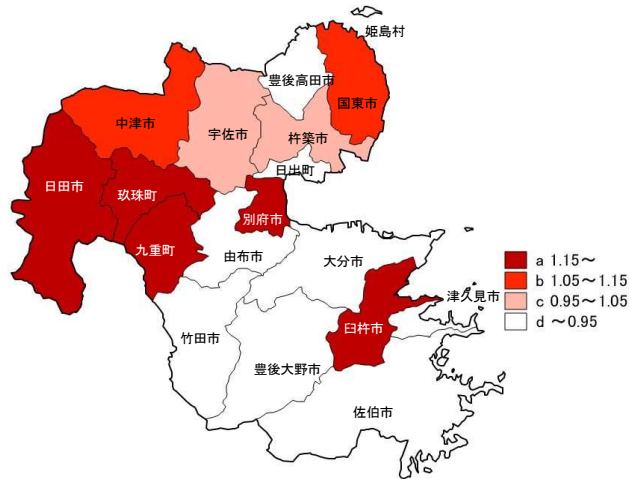 姫島村
豊後高田市
国東市
中津市
宇佐市
杵築市
日出町
日田市
玖珠町
別府市
九重町
由布市
大分市
a 1.15～
b 1.05～1.15
c 0.95～1.05
d ～0.95
津久見市
臼杵市
竹田市
豊後大野市
佐伯市